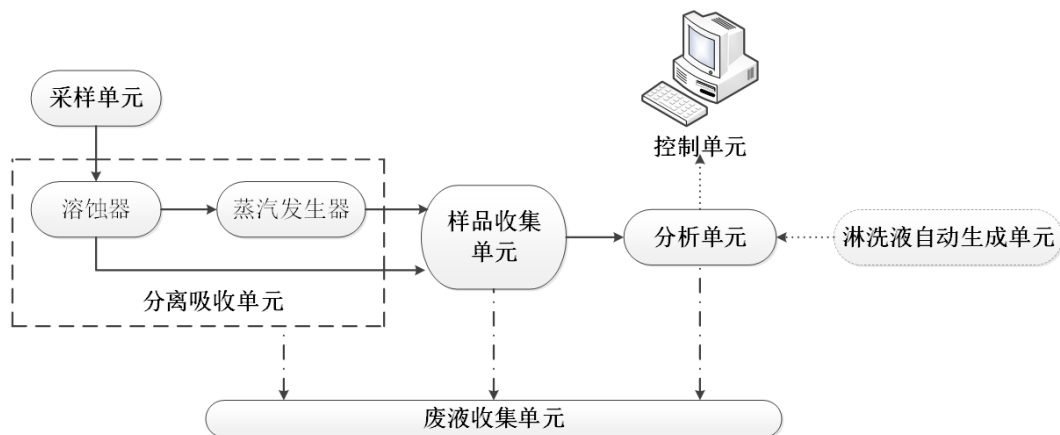 采样单元
控制单元
溶蚀器
蒸汽发生器
样品收集
单元
分析单元
淋洗液自动生成单元
分离吸收单元
废液收集单元